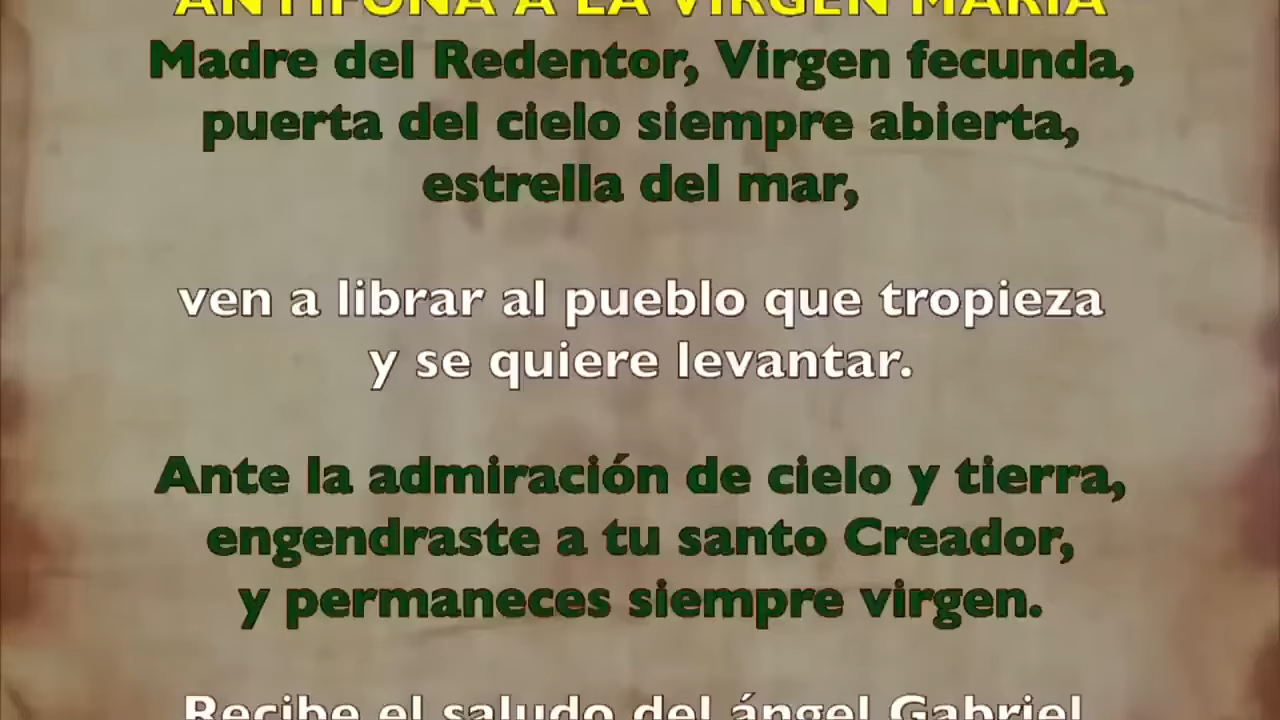 ANTÍFONA A LA VIRGEN MARÍA
Madre del Redentor, Virgen fecunda,
puerta del cielo siempre abierta,
estrella del mar,
ven a librar al pueblo que tropieza
y se quiere levantar.
Ante la admiración de cielo y tierra,
engendraste a tu santo Creador,
y permaneces siempre virgen.
Recibe el saludo del ángel Gabriel